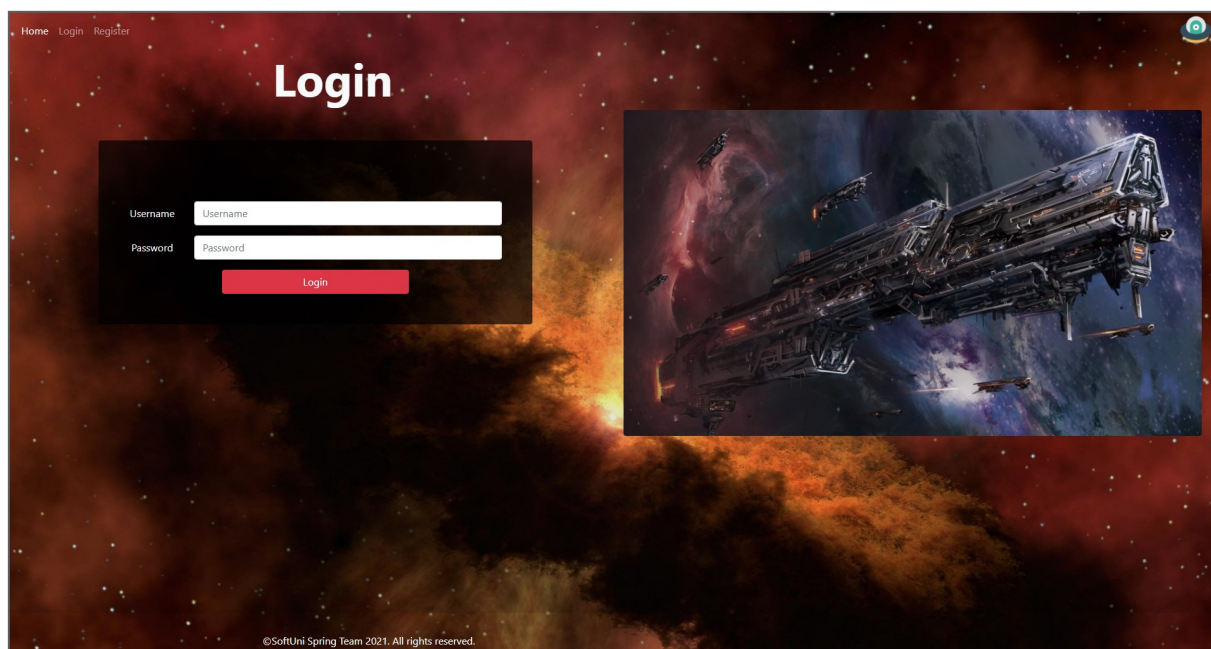 Home Login Register
Login
Username Username
Password Password
Login
©SoftUni Spring Team 2021. All rights reserved.